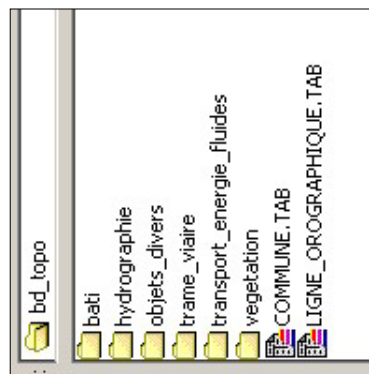 bd_topo
bati
hydrographie
objets_divers
trame_viaire
transport_energie_fluides
vegetation
COMMUNE.TAB
LIGNE_OROGRAPHIQUE.TAB